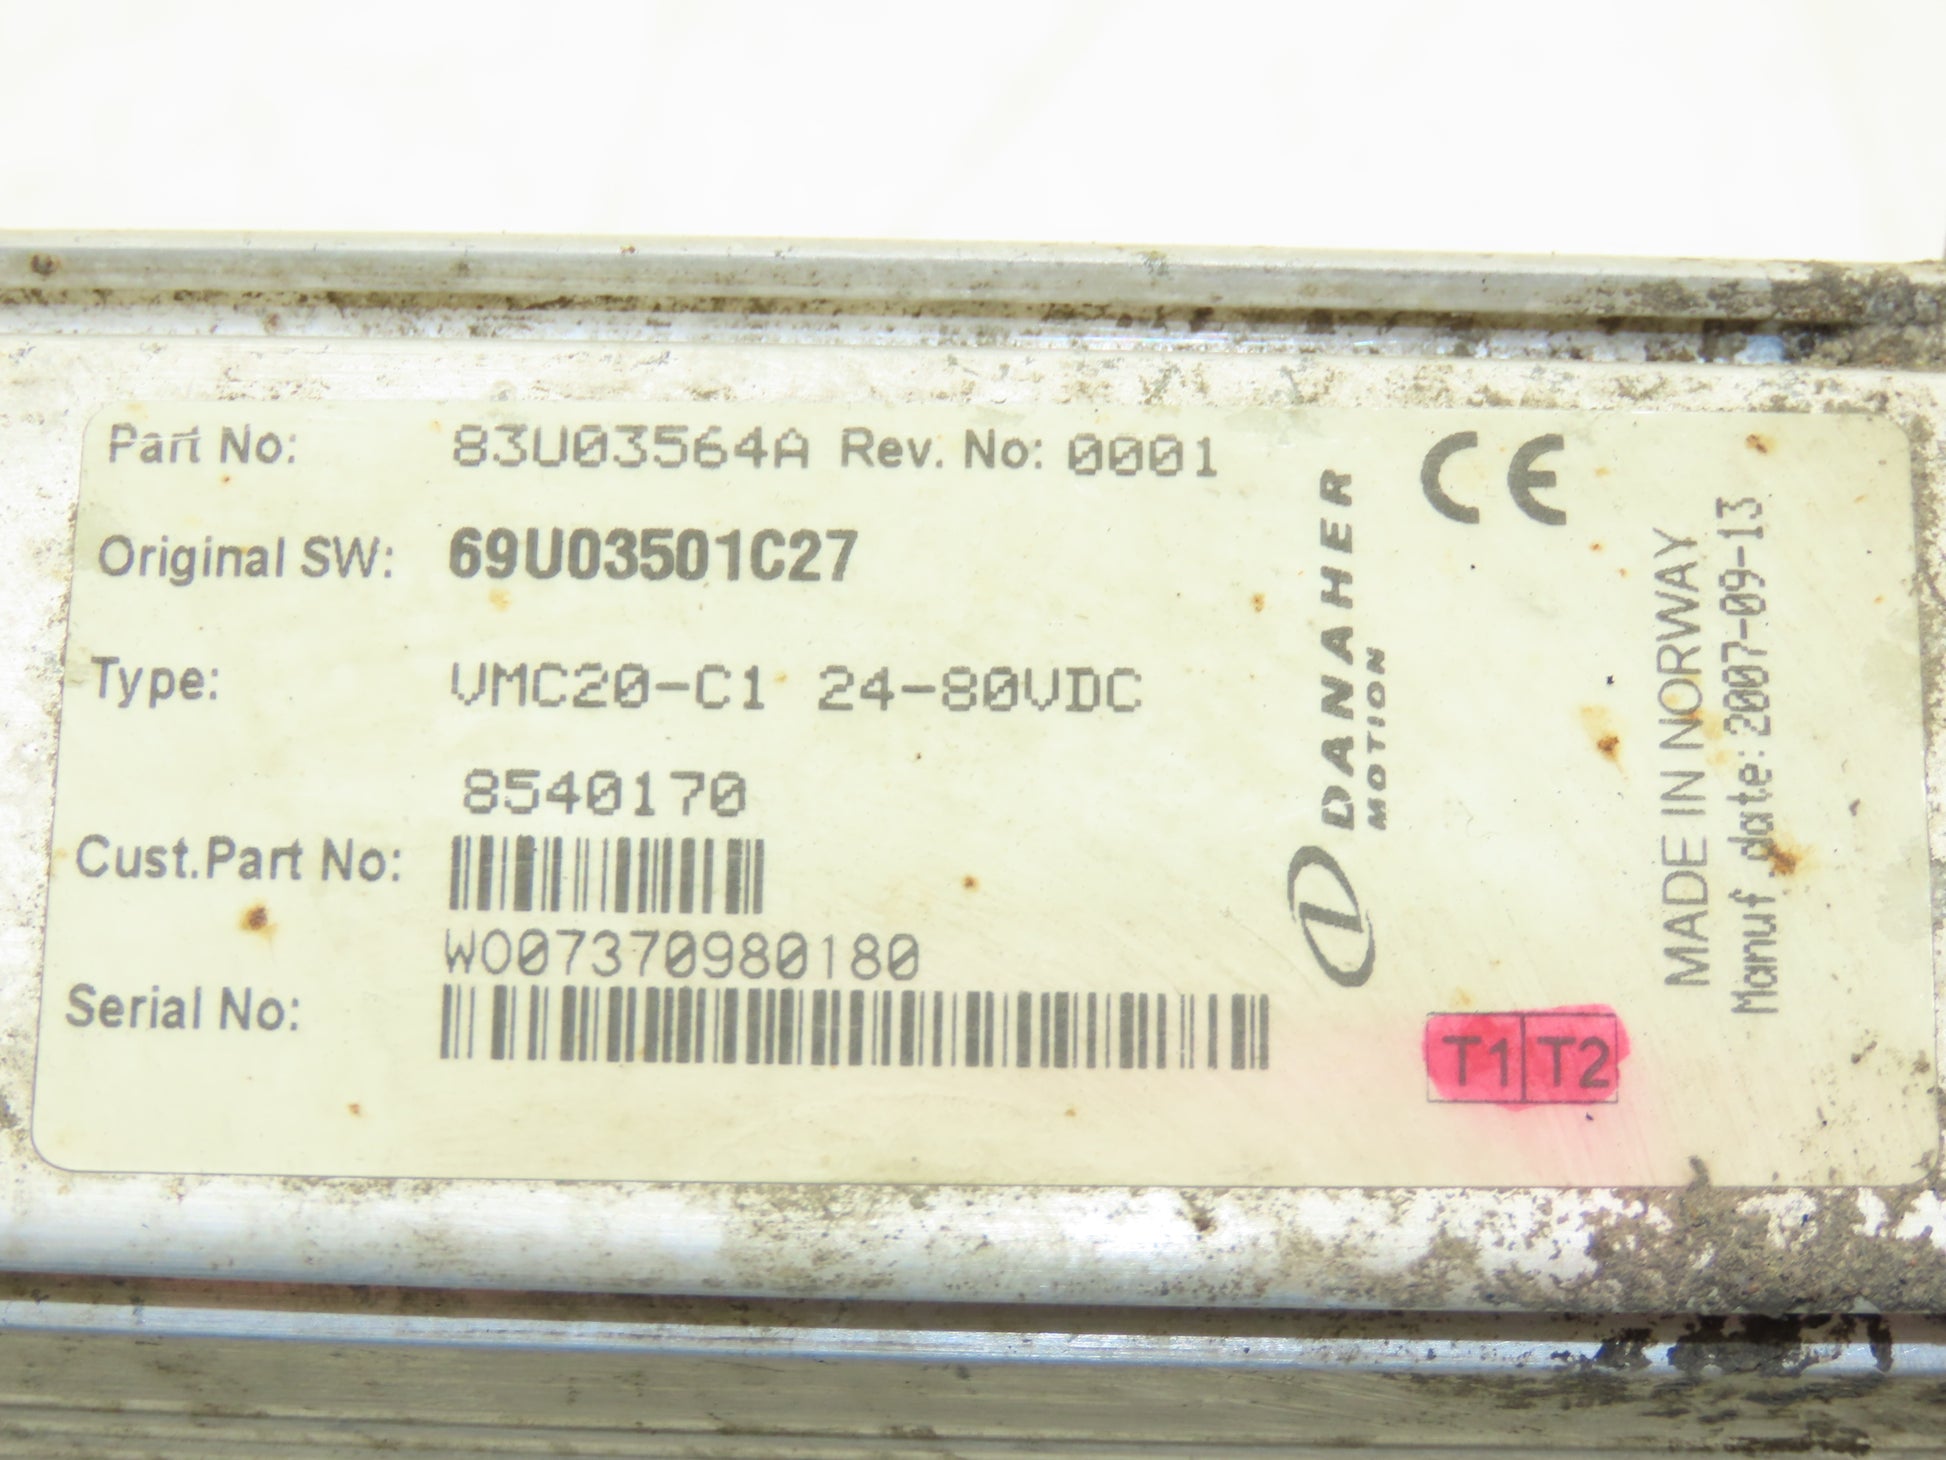 Part No: 83U03564A Rev. No: 0001
Original SW: 69U03501C27
Type: VMC20-C1 24-80VDC
8540170
Cust.Part No:
WO07370980180
Serial No:
CE
DANAHER
MOTION
T1 T2
MADE IN NORWAY
Manuf.date:2007-09-13